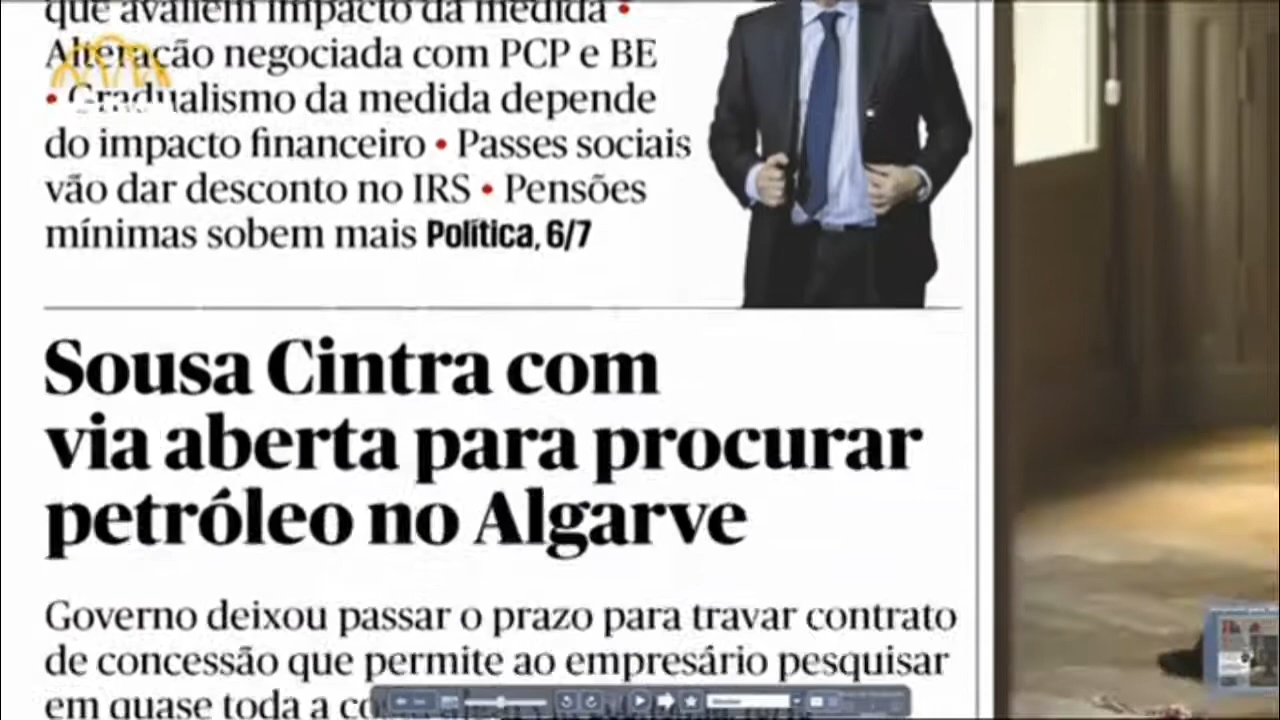 que avaliem impacto da medida •
Alteração negociada com PCP e BE
• Gradualismo da medida depende
do impacto financeiro • Passes sociais
vão dar desconto no IRS • Pensões
mínimas sobem mais Política, 6/7
Sousa Cintra com
via aberta para procurar
petróleo no Algarve
Governo deixou passar o prazo para travar contrato
de concessão que permite ao empresário pesquisar
em quase toda a